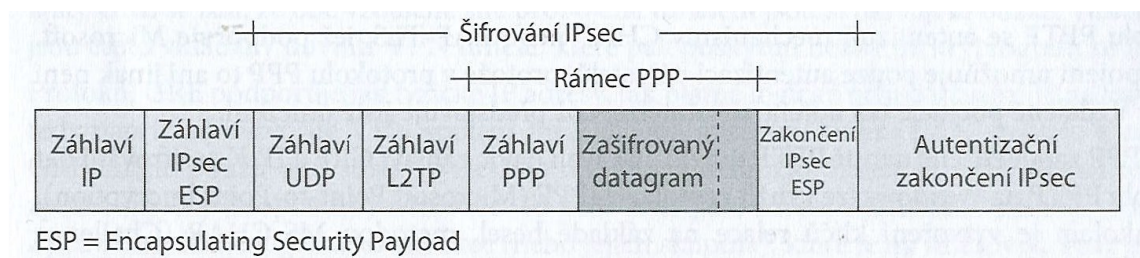 Šifrování IPsec
Rámec PPP
Záhlaví
IP
Záhlaví
IPsec
ESP
Záhlaví
UDP
Záhlaví
L2TP
Záhlaví
PPP
Zašifrovaný
datagram
Zakončení
IPsec
ESP
Autentizační
zakončení IPsec
ESP = Encapsulating Security Payload